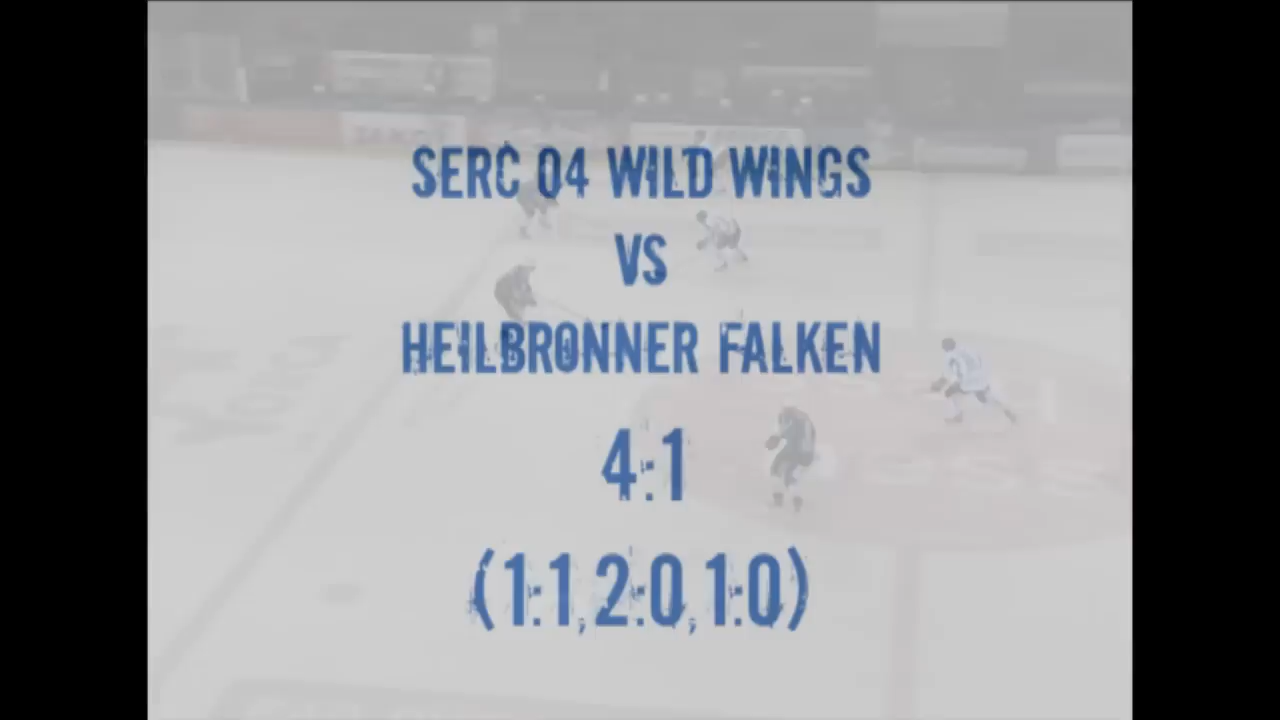 SERC 04 WILD WINGS
VS
HEILBRONNER FALKEN
4:1
(1:1,2:0,1:0)